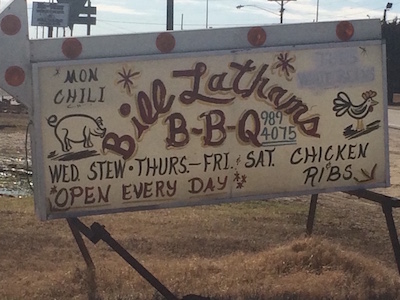 MON
CHILI
Bill Lathams
B-B-Q
989
4075
WED. STEW • THURS.-FRI. & SAT. CHICKEN
RIBS.
*OPEN EVERY DAY*